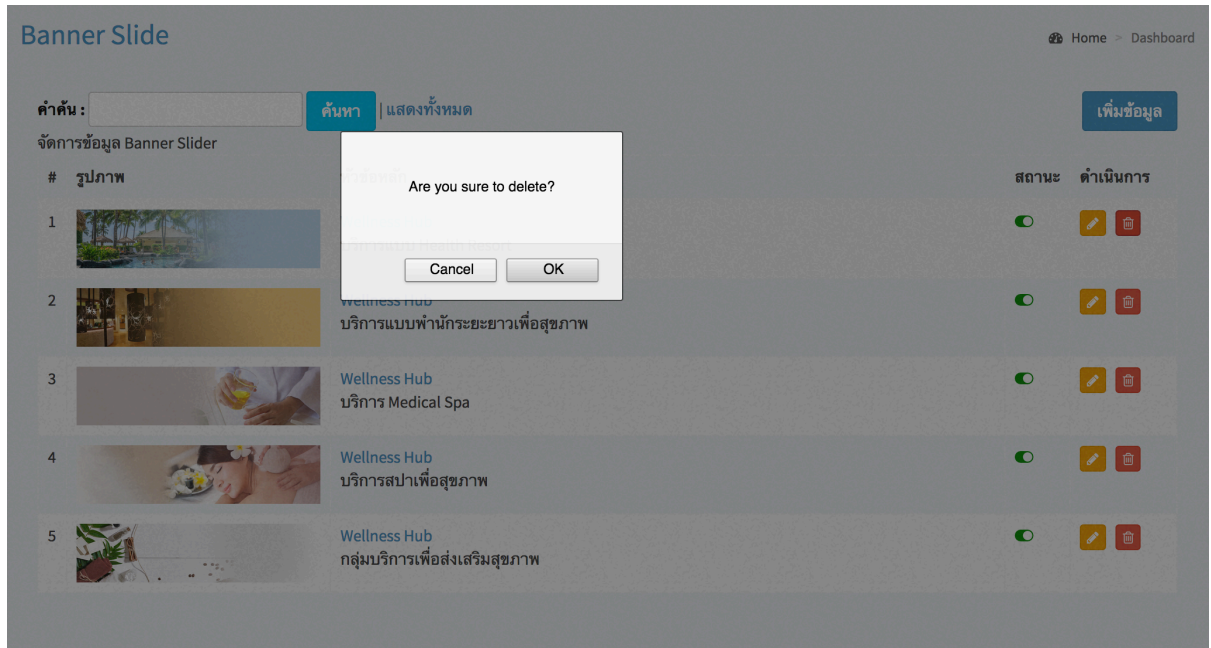 Banner Slide
Home > Dashboard
คำค้น :
ค้นหา
| แสดงทั้งหมด
เพิ่มข้อมูล
จัดการข้อมูล Banner Slider
# รูปภาพ
สถานะ ดำเนินการ
Are you sure to delete?
Cancel OK
1
2
Wellness Hub
บริการแบบพำนักระยะยาวเพื่อสุขภาพ
3
Wellness Hub
บริการ Medical Spa
4
Wellness Hub
บริการสปาเพื่อสุขภาพ
5
Wellness Hub
กลุ่มบริการเพื่อส่งเสริมสุขภาพ